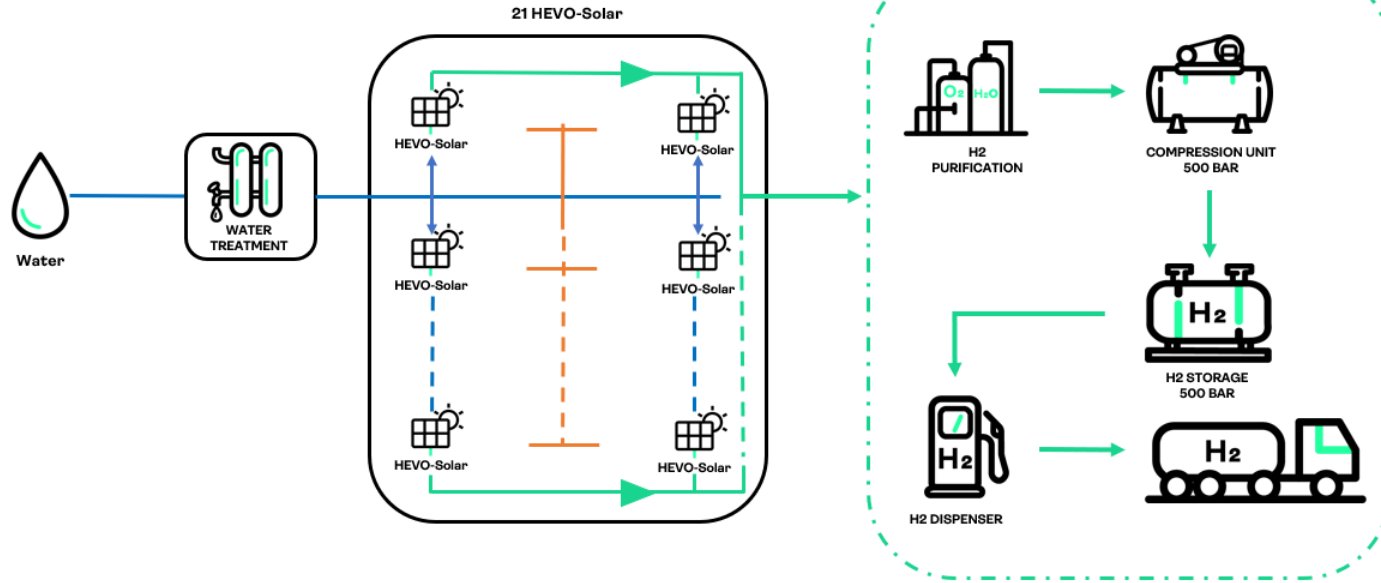 21 HEVO-Solar
HEVO-Solar
HEVO-Solar
Water
WATER
TREATMENT
HEVO-Solar
HEVO-Solar
HEVO-Solar
HEVO-Solar
O₂
H₂O
H2
PURIFICATION
COMPRESSION UNIT
500 BAR
H₂
H2 STORAGE
500 BAR
H₂
H2 DISPENSER
H₂